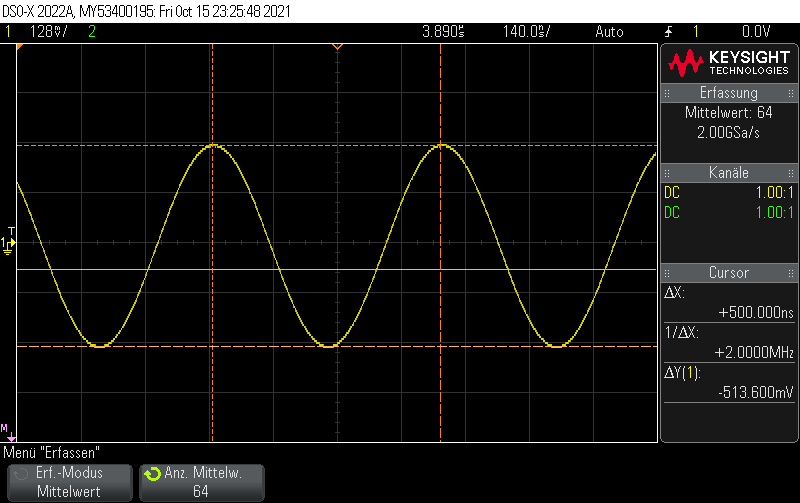 DSO-X 2022A, MY53400195: Fri Oct 15 23:25:48 2021
1 128mV/ 2 3.890s 140.0s/ Auto 1 0.0V
KEYSIGHT
TECHNOLOGIES
Erfassung
Mittelwert: 64
2.00GSa/s
Kanäle
DC 1.00:1
DC 1.00:1
Cursor
ΔX:
+500.000ns
1/ΔX:
+2.0000MHz
ΔY(1):
-513.600mV
T
1
M
Menü "Erfassen"
Erf.-Modus
Mittelwert
Anz. Mittelw.
64